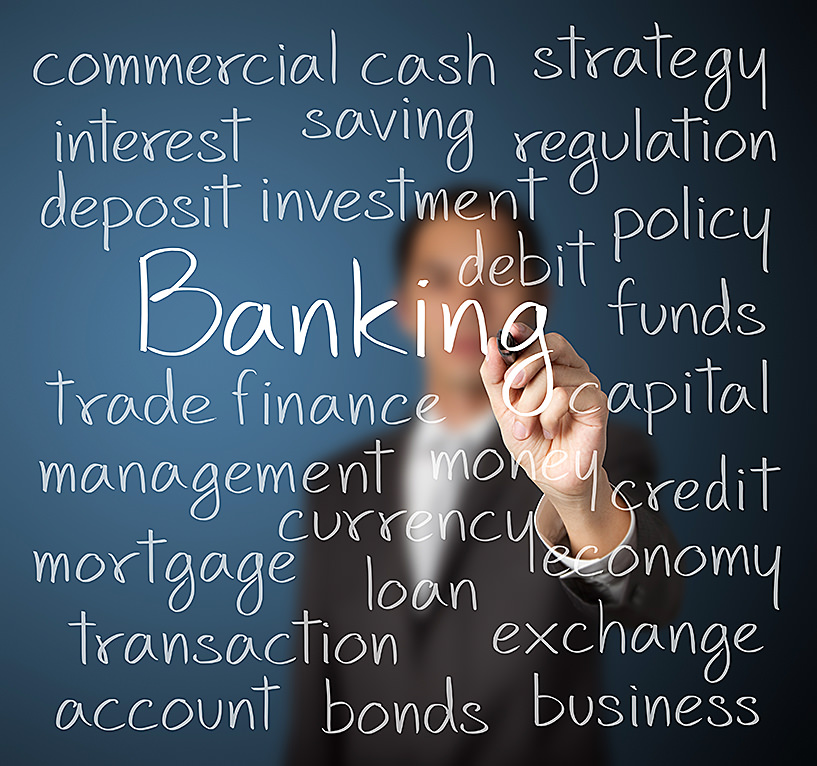 commercial cash strategy
interest saving regulation
deposit investment policy
debit
Banking funds
trade finance capital
management money credit
currency
mortgage loan economy
transaction exchange
account bonds business